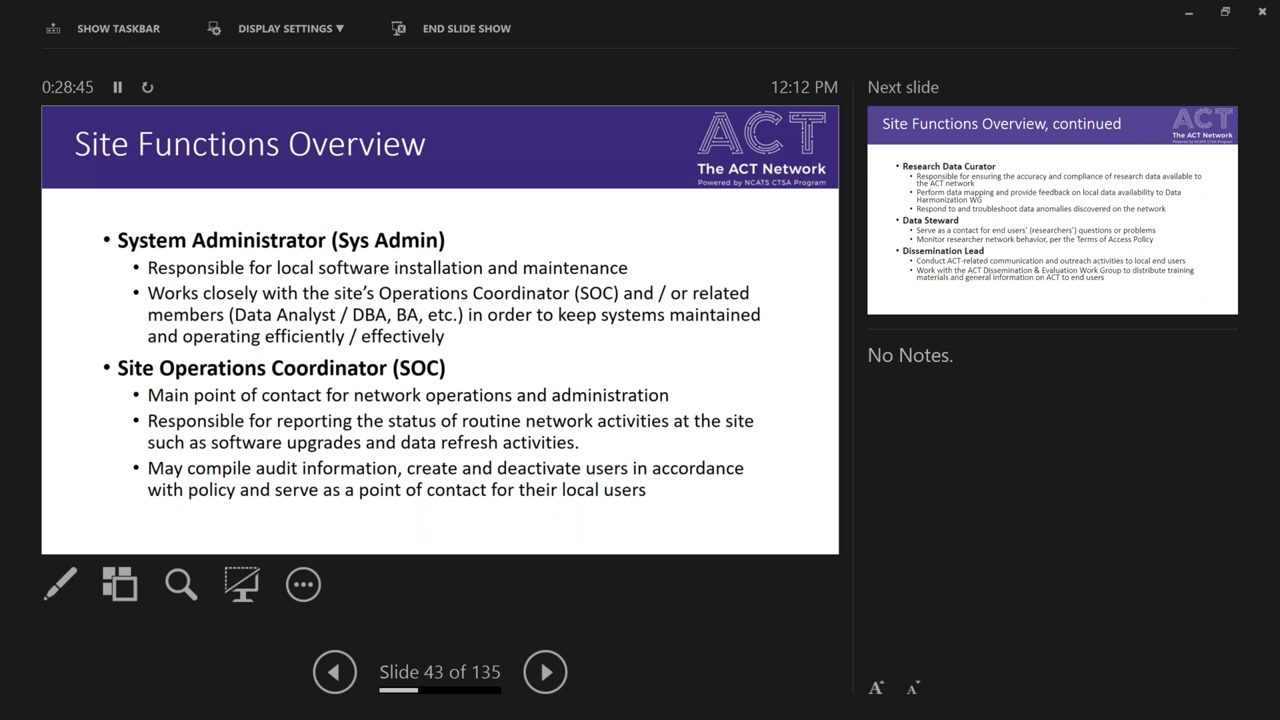 SHOW TASKBAR
DISPLAY SETTINGS ▼
END SLIDE SHOW
0:28:45
12:12 PM
Site Functions Overview
ACT
The ACT Network
Powered by NCATS CTSA Program
• System Administrator (Sys Admin)
• Responsible for local software installation and maintenance
• Works closely with the site's Operations Coordinator (SOC) and / or related
members (Data Analyst / DBA, BA, etc.) in order to keep systems maintained
and operating efficiently / effectively
• Site Operations Coordinator (SOC)
• Main point of contact for network operations and administration
• Responsible for reporting the status of routine network activities at the site
such as software upgrades and data refresh activities.
• May compile audit information, create and deactivate users in accordance
with policy and serve as a point of contact for their local users
Slide 43 of 135
Next slide
Site Functions Overview, continued
ACT
The ACT Network
Powered by NCATS CTSA Program
• Research Data Curator
• Responsible for ensuring the accuracy and compliance of research data available to
the ACT network
• Perform data mapping and provide feedback on local data availability to Data
Harmonization WG
• Respond to and troubleshoot data anomalies discovered on the network
• Data Steward
• Serve as a contact for end users' (researchers') questions or problems
• Monitor researcher network behavior, per the Terms of Access Policy
• Dissemination Lead
• Conduct ACT-related communication and outreach activities to local end users
• Work with the ACT Dissemination & Evaluation Work Group to distribute training
materials and general information on ACT to end users
No Notes.
A A